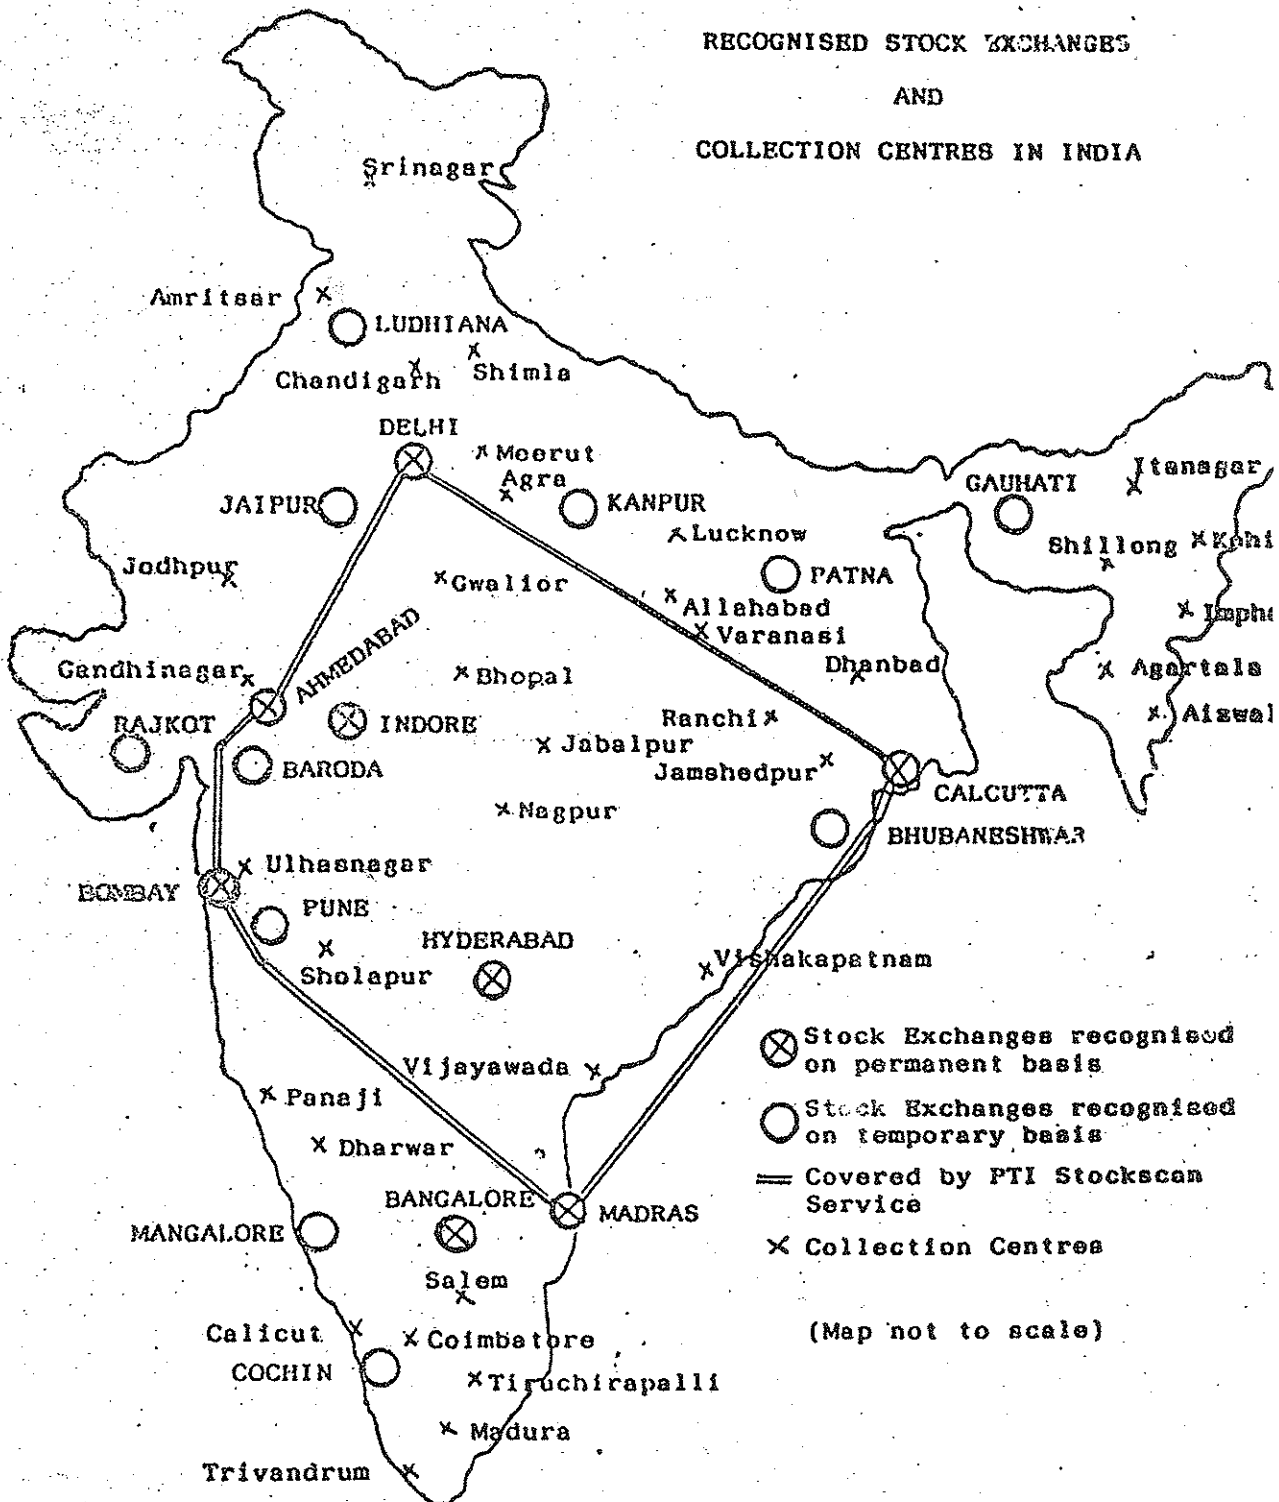 RECOGNISED STOCK EXCHANGES
AND
COLLECTION CENTRES IN INDIA
Srinagar
Amritsar
LUDHIANA
Chandigarh
Shimla
DELHI
Meerut
Agra
JAIPUR
KANPUR
GAUHATI
Itanagar
Lucknow
Shillong
Kohi
Jodhpur
Gwalior
PATNA
Allahabad
Imph
Varanasi
AHMEDABAD
Gandhinagar
Bhopal
Dhanbad
Agartala
RAJKOT
INDORE
Ranchi
Aizwal
BARODA
Jabalpur
Jamshedpur
CALCUTTA
Nagpur
BHUBANESHWAR
Ulhasnagar
BOMBAY
PUNE
HYDERABAD
Sholapur
Vishakapatnam
Stock Exchanges recognised
on permanent basis
Vijayawada
Panaji
Stock Exchanges recognised
on temporary basis
Dharwar
Covered by PTI Stockscan
Service
BANGALORE
MADRAS
MANGALORE
Collection Centres
Salem
Calicut
Coimbatore
(Map not to scale)
COCHIN
Tiruchirapalli
Madura
Trivandrum